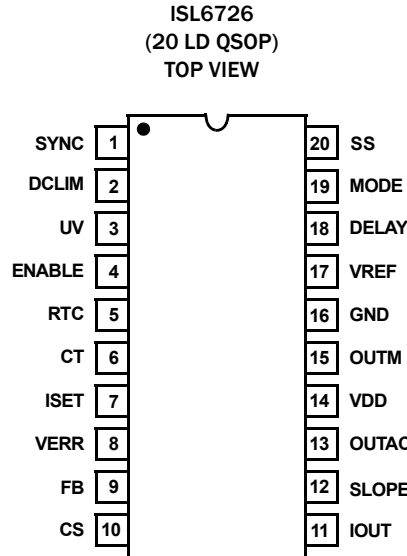 ISL6726
(20 LD QSOP)
TOP VIEW
SYNC 1 20 SS
DCLIM 2 19 MODE
UV 3 18 DELAY
ENABLE 4 17 VREF
RTC 5 16 GND
CT 6 15 OUTM
ISET 7 14 VDD
VERR 8 13 OUTAC
FB 9 12 SLOPE
CS 10 11 IOUT